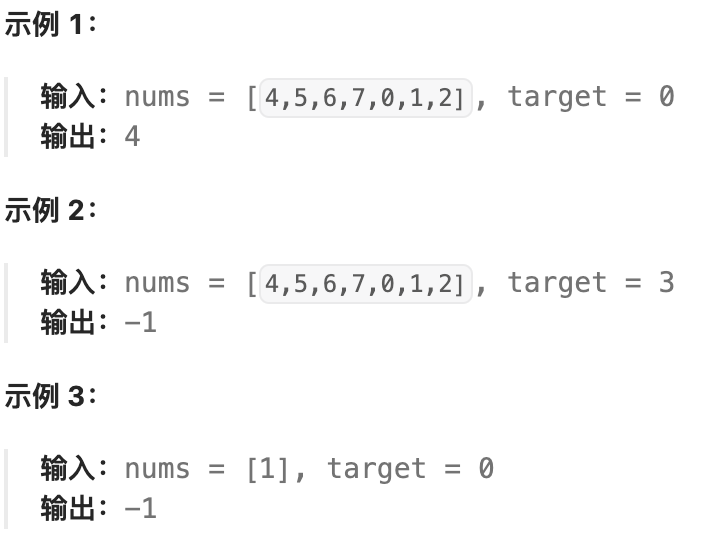 示例 1：
输入：nums = [4,5,6,7,0,1,2], target = 0
输出：4
示例 2：
输入：nums = [4,5,6,7,0,1,2], target = 3
输出：-1
示例 3：
输入：nums = [1], target = 0
输出：-1